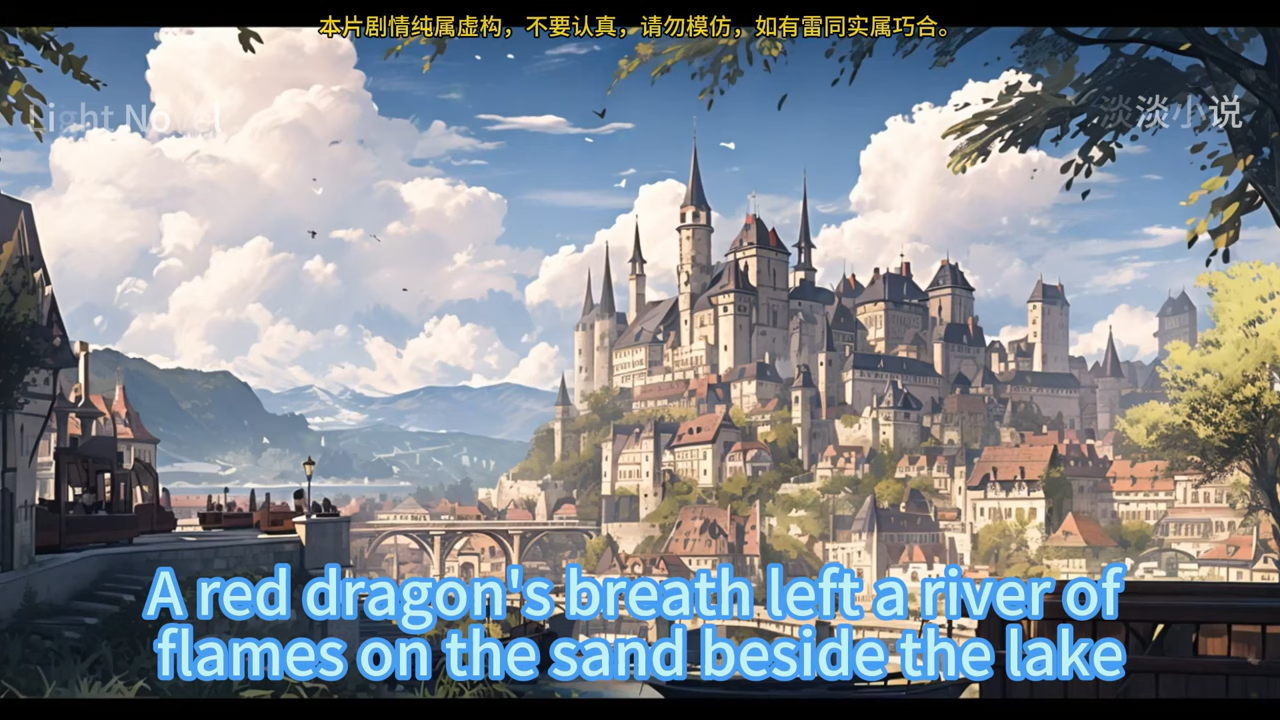 本片剧情纯属虚构，不要认真，请勿模仿，如有雷同实属巧合。
Light Novel
淡淡小说
A red dragon's breath left a river of
flames on the sand beside the lake